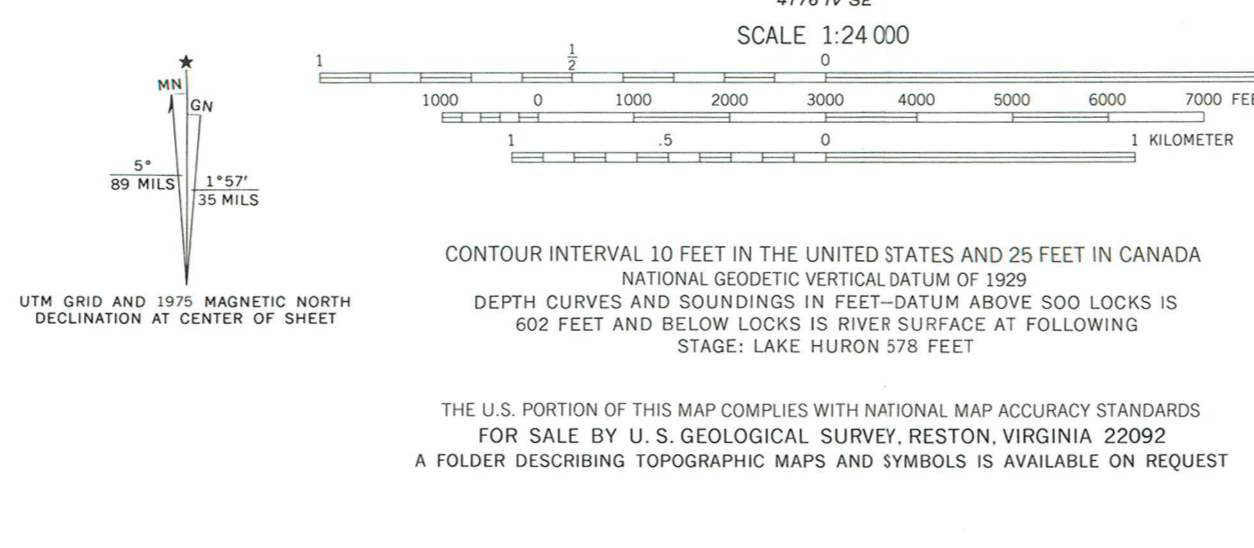 4776 IV SE
SCALE 1:24 000
1 1/2 0
1000 0 1000 2000 3000 4000 5000 6000 7000 FEE
1 .5 0 1 KILOMETER
★
MN
GN
5°
89 MILS
1°57′
35 MILS
UTM GRID AND 1975 MAGNETIC NORTH
DECLINATION AT CENTER OF SHEET
CONTOUR INTERVAL 10 FEET IN THE UNITED STATES AND 25 FEET IN CANADA
NATIONAL GEODETIC VERTICAL DATUM OF 1929
DEPTH CURVES AND SOUNDINGS IN FEET—DATUM ABOVE SOO LOCKS IS
602 FEET AND BELOW LOCKS IS RIVER SURFACE AT FOLLOWING
STAGE: LAKE HURON 578 FEET
THE U.S. PORTION OF THIS MAP COMPLIES WITH NATIONAL MAP ACCURACY STANDARDS
FOR SALE BY U. S. GEOLOGICAL SURVEY, RESTON, VIRGINIA 22092
A FOLDER DESCRIBING TOPOGRAPHIC MAPS AND SYMBOLS IS AVAILABLE ON REQUEST